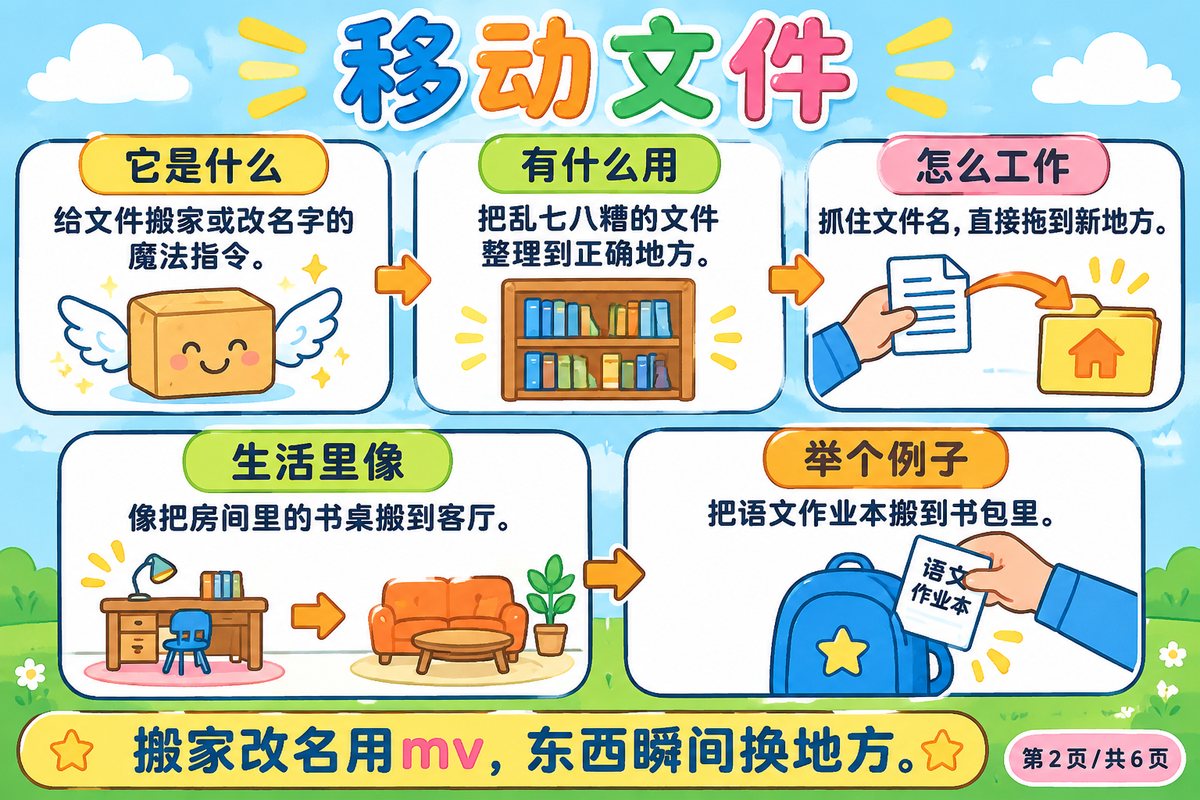 移动文件
它是什么
给文件搬家或改名字的
魔法指令。
有什么用
把乱七八糟的文件
整理到正确地方。
怎么工作
抓住文件名,直接拖到新地方。
生活里像
像把房间里的书桌搬到客厅。
举个例子
把语文作业本搬到书包里。
语文
作业本
搬家改名用mv,东西瞬间换地方。
第2页/共6页